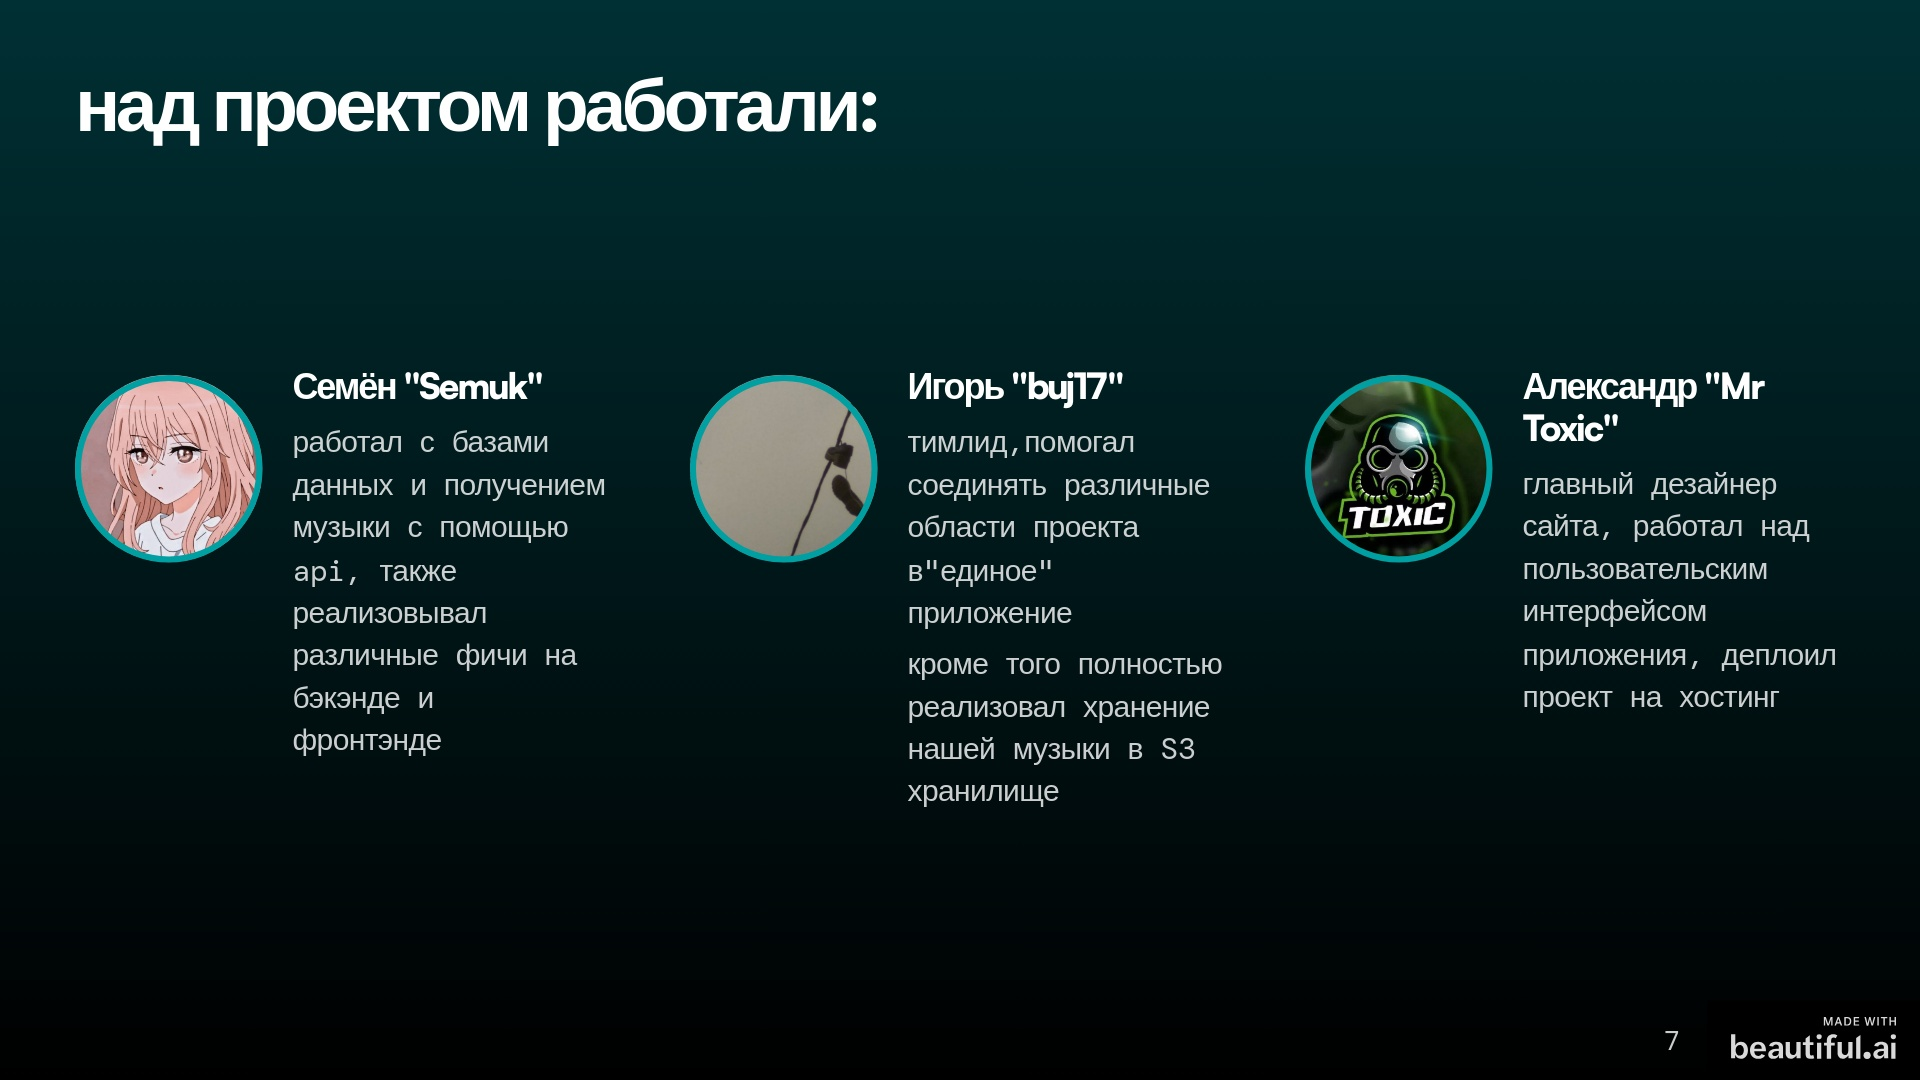 над проектом работали:
Семён "Semuk"
работал с базами
данных и получением
музыки с помощью
api, также
реализовывал
различные фичи на
бэкэнде и
фронтэнде
Игорь "buj17"
тимлид,помогал
соединять различные
области проекта
в"единое"
приложение
кроме того полностью
реализовал хранение
нашей музыки в S3
хранилище
TOXIC
Александр "Mr
Toxic"
главный дезайнер
сайта, работал над
пользовательским
интерфейсом
приложения, деплоил
проект на хостинг
7
MADE WITH
beautiful.ai